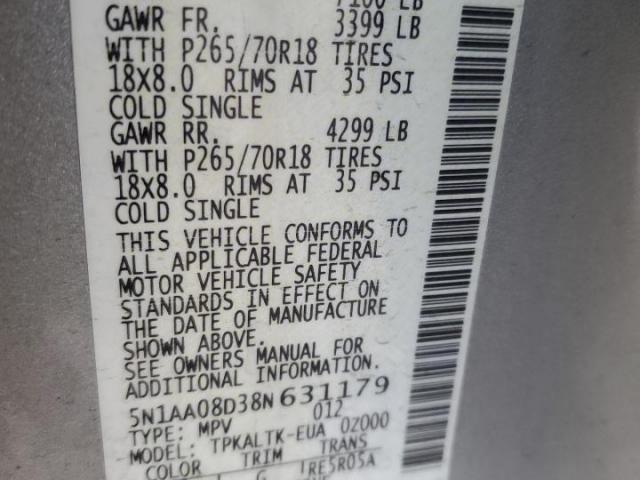 LB
GAWR FR. 3399 LB
WITH P265/70R18 TIRES
18X8.0 RIMS AT 35 PSI
COLD SINGLE
GAWR RR. 4299 LB
WITH P265/70R18 TIRES
18X8.0 RIMS AT 35 PSI
COLD SINGLE
THIS VEHICLE CONFORMS TO
ALL APPLICABLE FEDERAL
MOTOR VEHICLE SAFETY
STANDARDS IN EFFECT ON
THE DATE OF MANUFACTURE
SHOWN ABOVE.
SEE OWNERS MANUAL FOR
ADDITIONAL INFORMATION.
5N1AA08D38N631179
TYPE: MPV 012
MODEL: TPKALTK-EUA 02000
COLOR TRIM TRANS
G RE5R05A